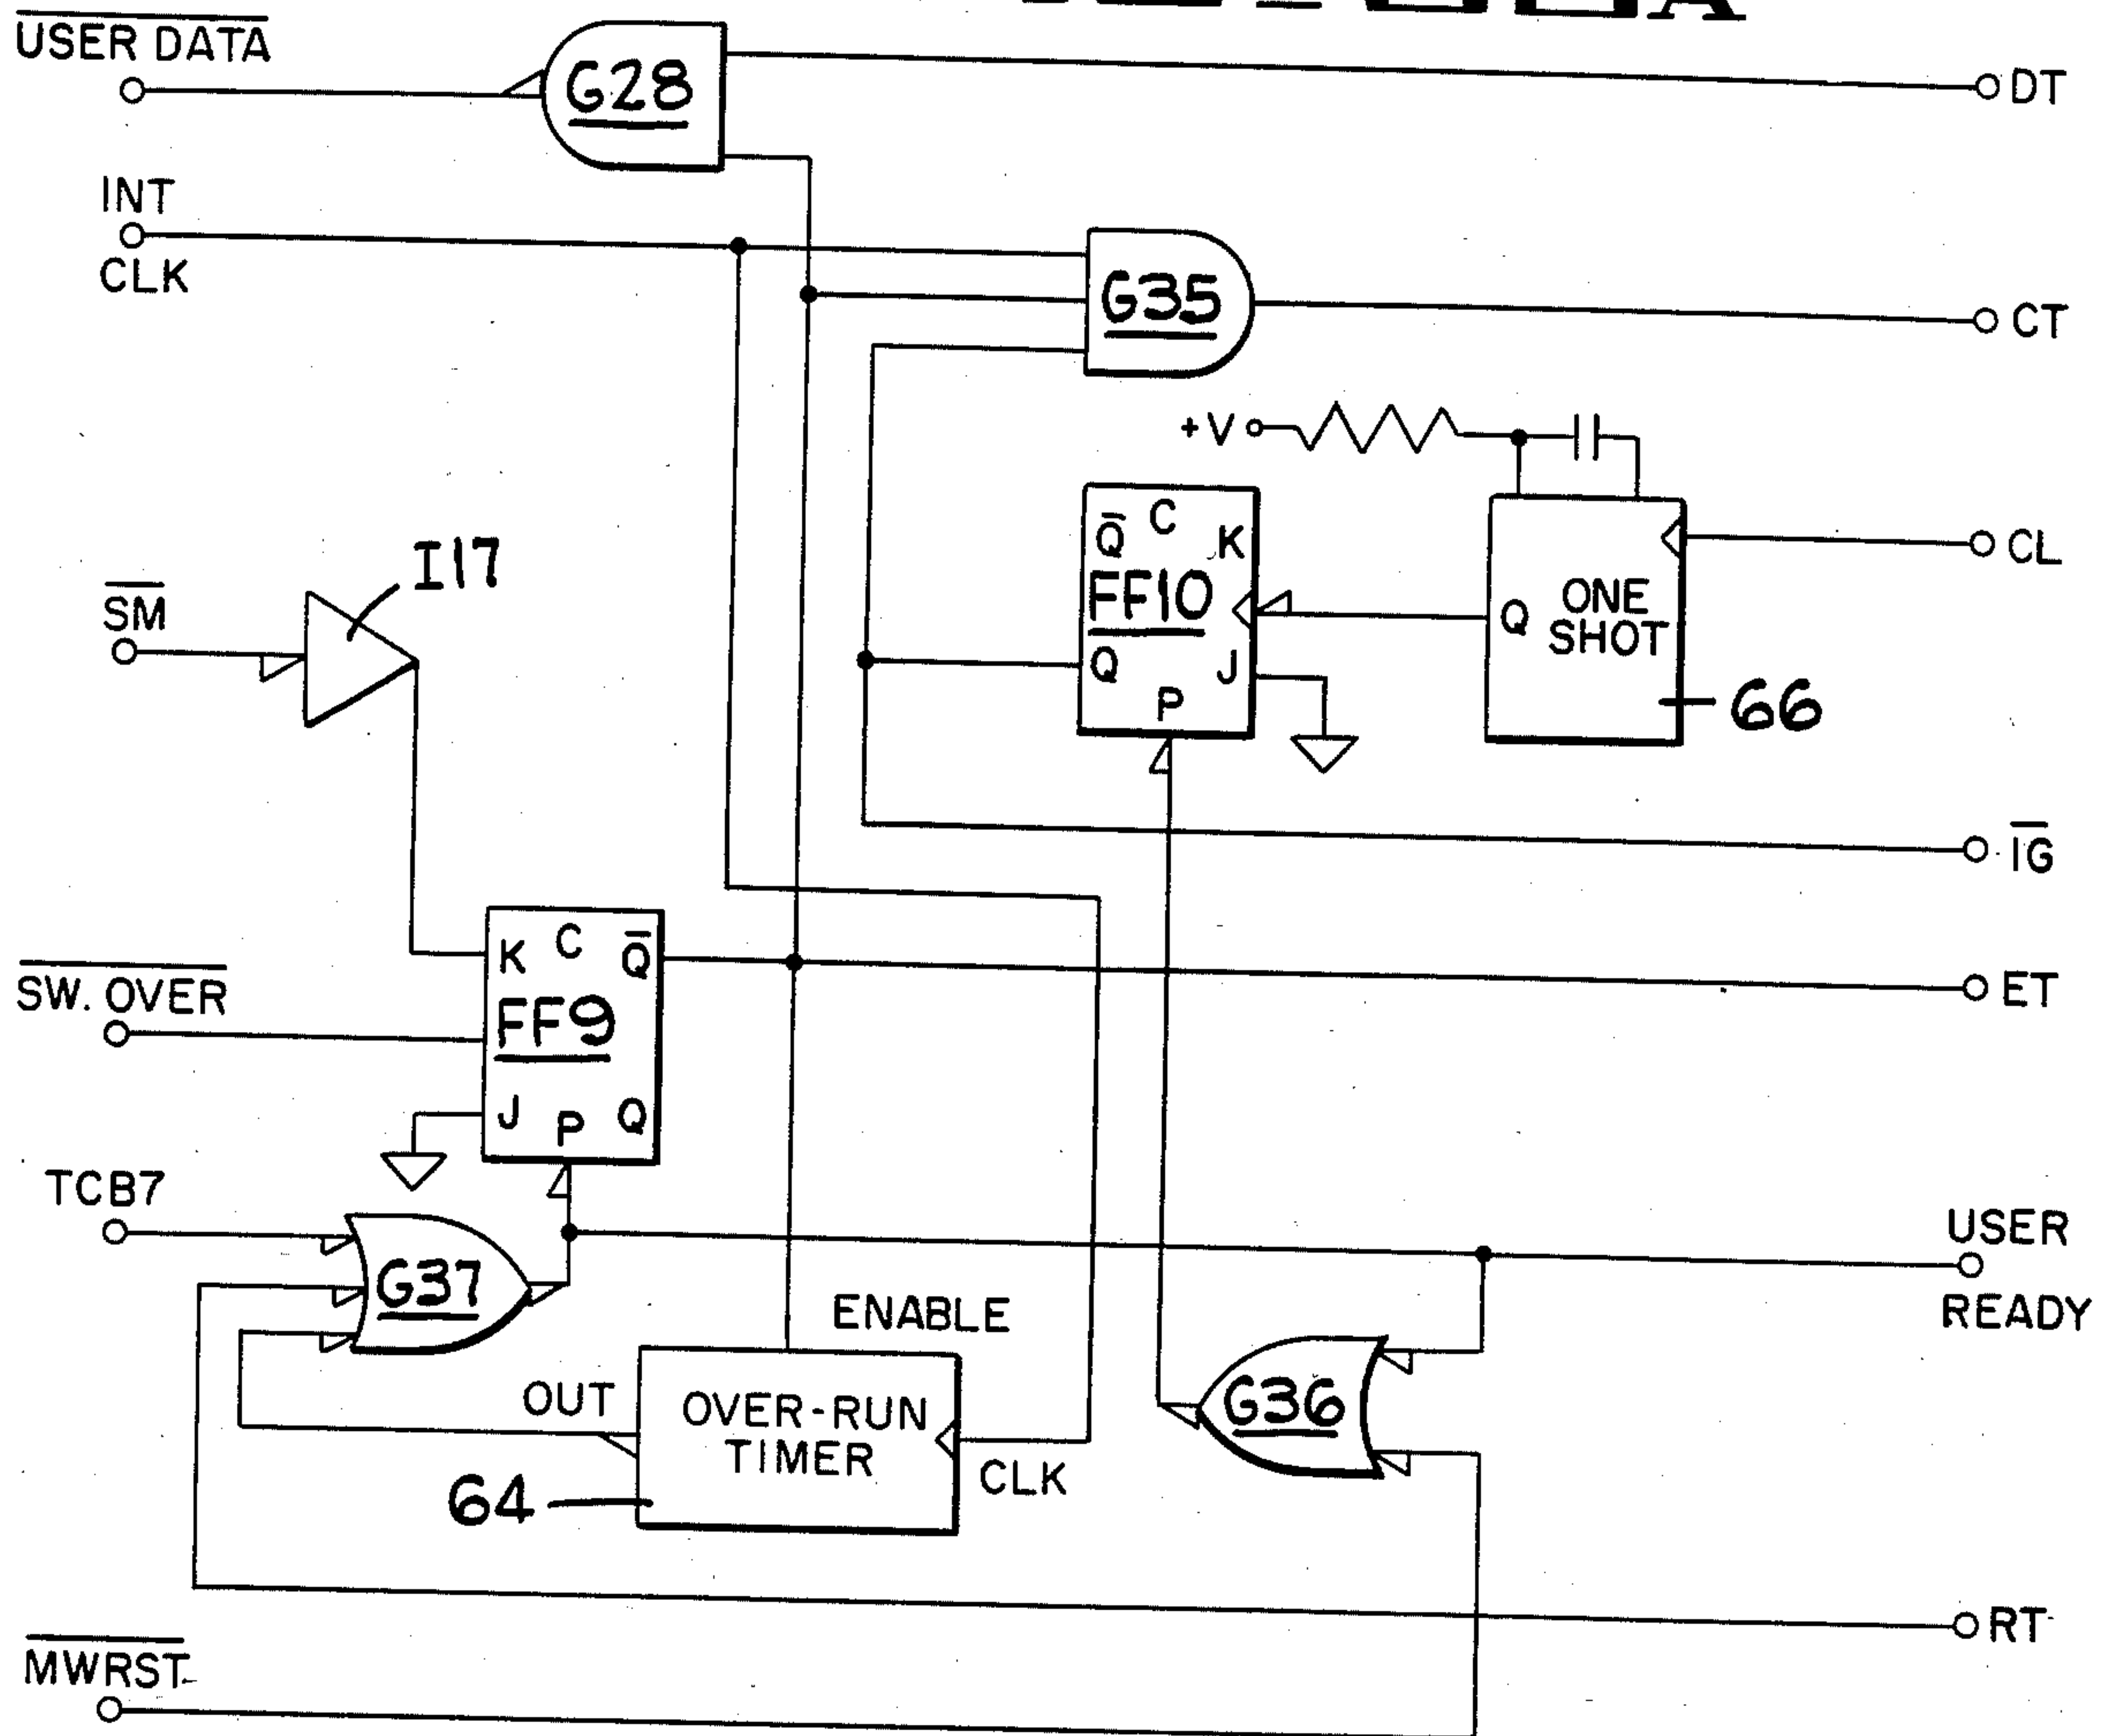 USER DATA
G28
DT
INT
CLK
G35
CT
+V
Q̅ C K
FF10
Q J
P
Q ONE
SHOT
CL
66
I17
SM
IG
K C Q̅
SW. OVER
FF9
J P Q
ET
TCB7
G37
USER
READY
ENABLE
OUT
OVER-RUN
TIMER
CLK
64
G36
RT
MWRST